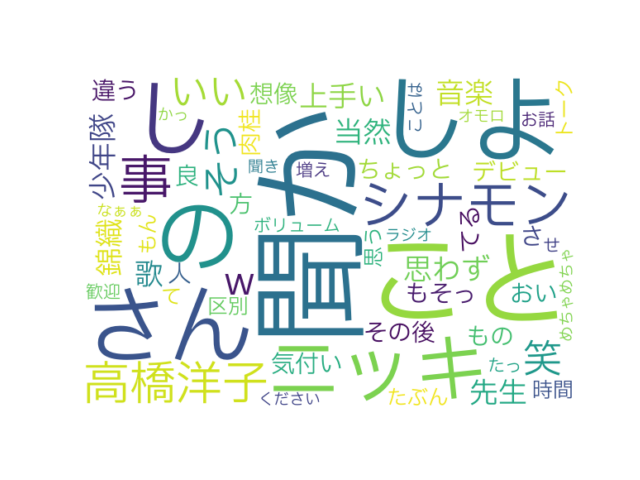 違う
いい
想像
上手い
音楽
オモロ
お話
トーク
かっ
肉柱
当然
少年隊
し
しよ
そう
聞か
聞き
増え
ちょっと
デビュー
事
良
の
方
シナモン
なぁぁ
もん
ボリューム
思う
ラジオ
てる
させ
めちゃめちゃ
錦織
歌
人
w
こと
思わず
もそっ
おい
歓迎
て
区別
さん
その後
もの
笑
ニッキ
気付い
たっ
高橋洋子
ください
たぶん
先生
時間